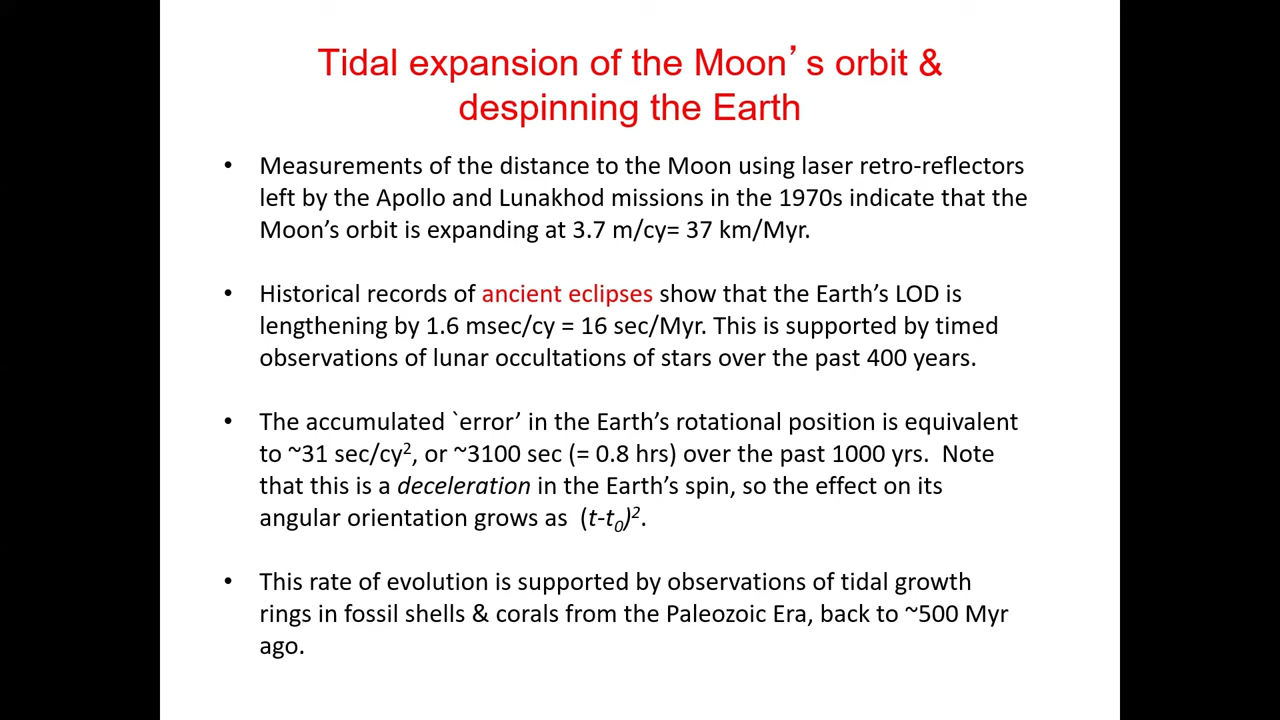 Tidal expansion of the Moon’s orbit &
despinning the Earth
• Measurements of the distance to the Moon using laser retro-reflectors
left by the Apollo and Lunakhod missions in the 1970s indicate that the
Moon’s orbit is expanding at 3.7 m/cy= 37 km/Myr.
• Historical records of ancient eclipses show that the Earth’s LOD is
lengthening by 1.6 msec/cy = 16 sec/Myr. This is supported by timed
observations of lunar occultations of stars over the past 400 years.
• The accumulated `error’ in the Earth’s rotational position is equivalent
to ~31 sec/cy², or ~3100 sec (= 0.8 hrs) over the past 1000 yrs.  Note
that this is a deceleration in the Earth’s spin, so the effect on its
angular orientation grows as  (t-t₀)².
• This rate of evolution is supported by observations of tidal growth
rings in fossil shells & corals from the Paleozoic Era, back to ~500 Myr
ago.